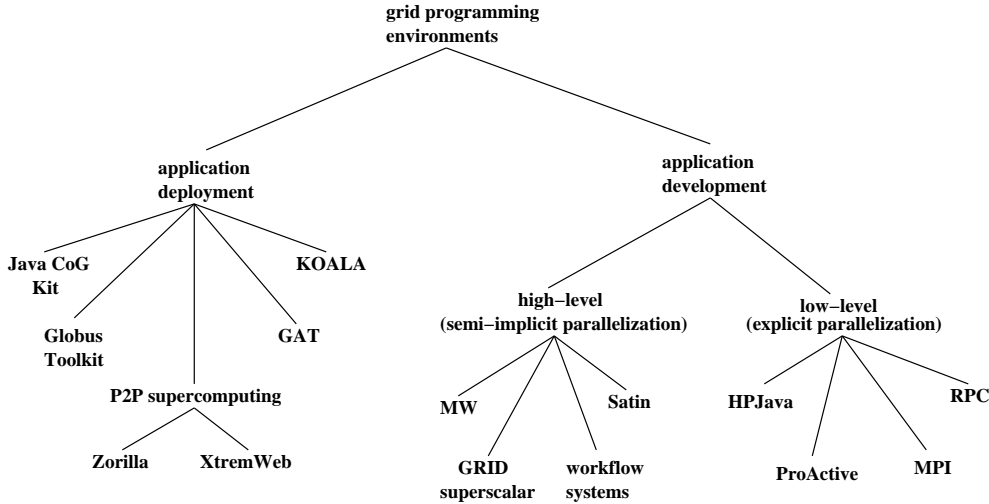 grid programming
environments
application
deployment
application
development
Java CoG
Kit
KOALA
Globus
Toolkit
GAT
P2P supercomputing
Zorilla
XtremWeb
high-level
(semi-implicit parallelization)
low-level
(explicit parallelization)
MW
Satin
GRID
superscalar
workflow
systems
HPJava
RPC
ProActive
MPI